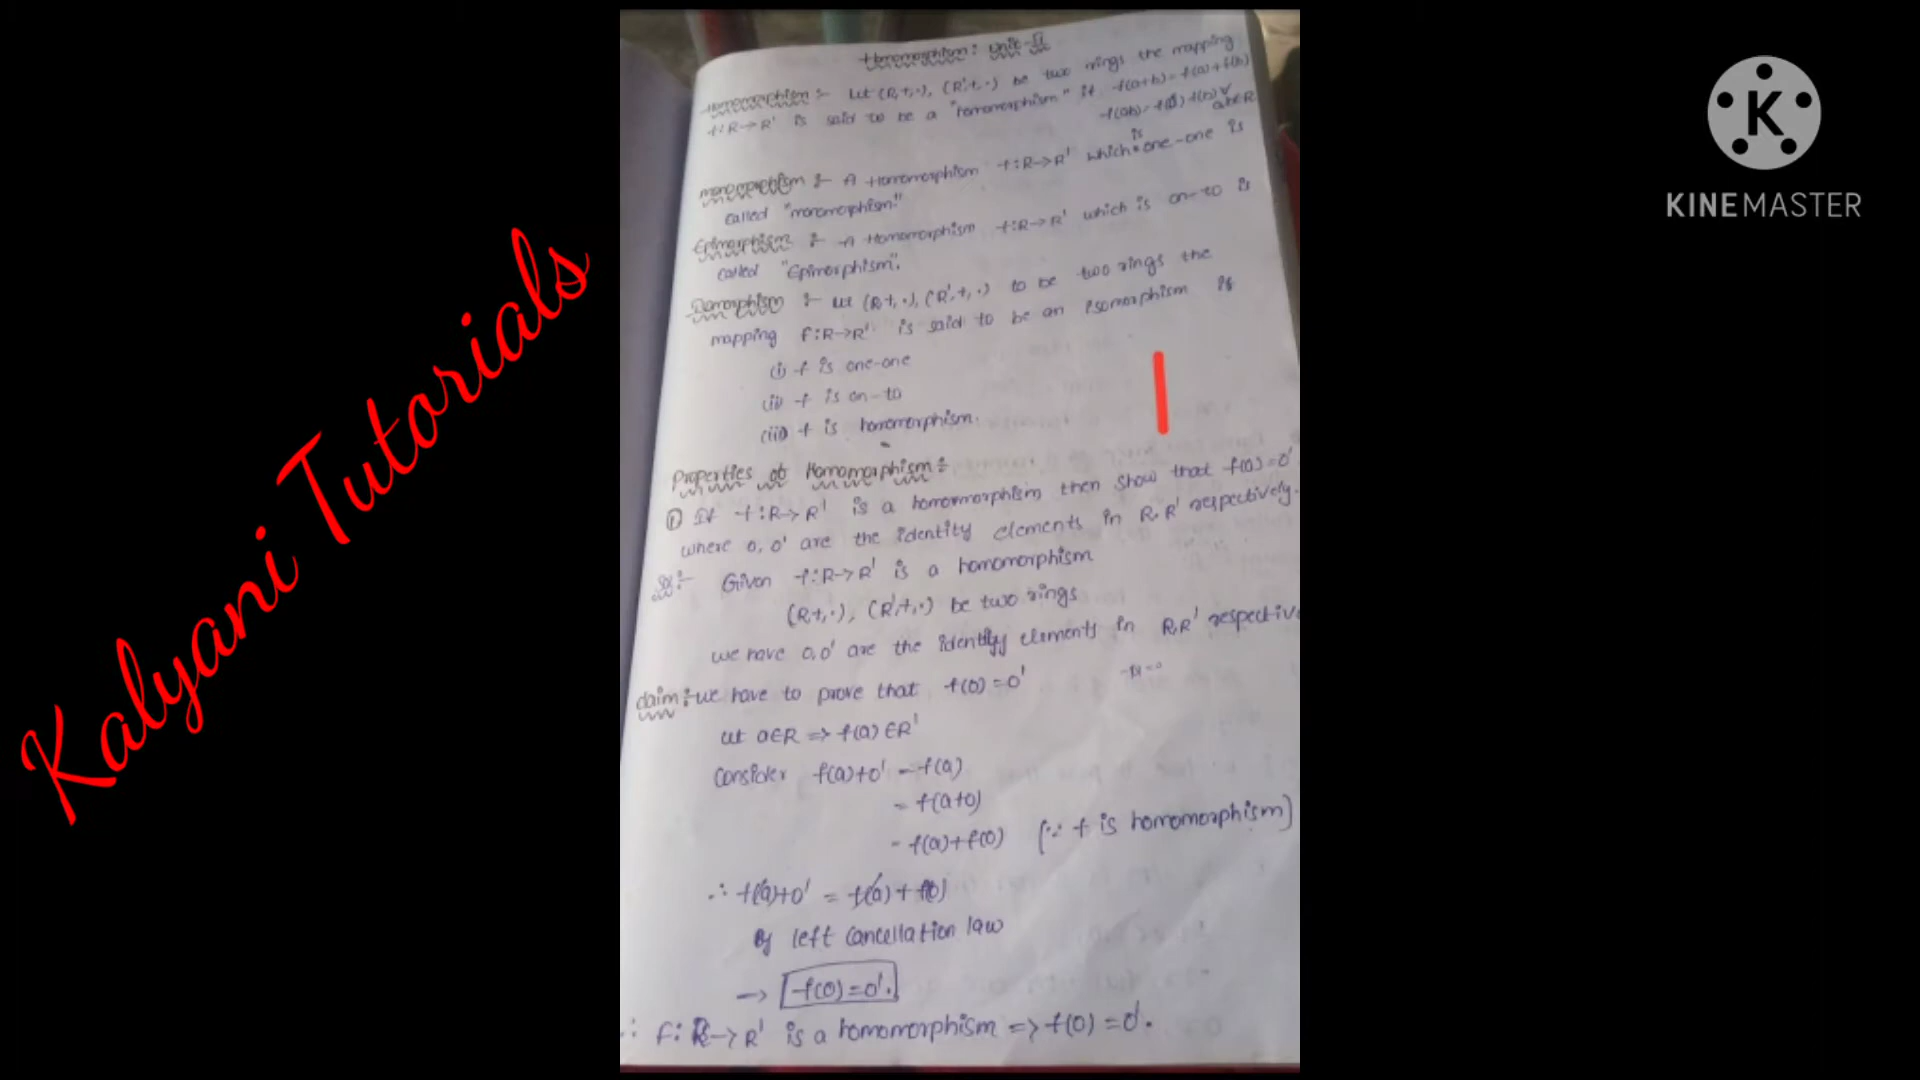 Homomorphism: Unit-II
Homomorphism :- Let (R,+,·), (R',+,·) be two rings the mapping
f:R→R' is said to be a "homomorphism" if f(a+b)=f(a)+f(b)
f(ab)=f(a) f(b) ∀
a,b∈R
monomorphism :- A Homomorphism f:R→R' which is one-one is
called "monomorphism."
Epimorphism :- A Homomorphism f:R→R' which is on-to is
called "Epimorphism".
Isomorphism :- let (R,+,·), (R',+,·) to be two rings the
mapping f:R→R' is said to be an isomorphism if
(i) f is one-one
(ii) f is on-to
(iii) f is homomorphism.
Properties of Homomorphism:-
① If f:R→R' is a homormorphism then show that f(0)=0'
where 0, 0' are the identity elements in R,R' respectively.
Sol:- Given f:R→R' is a homomorphism
(R+,·), (R',+,·) be two rings
we have 0,0' are the identity elements in R,R' respective
claim:- we have to prove that f(0)=0'
let a∈R ⇒ f(a)∈R'
Consider f(a)+0' = f(a)
= f(a+0)
= f(a)+f(0) [∵ f is homomorphism]
∴ f(a)+0' = f(a)+f(0)
By left cancellation law
→ f(0)=0'.
∴ f:R→R' is a homomorphism ⇒ f(0)=0'.
Kalyani Tutorials
K
KINEMASTER